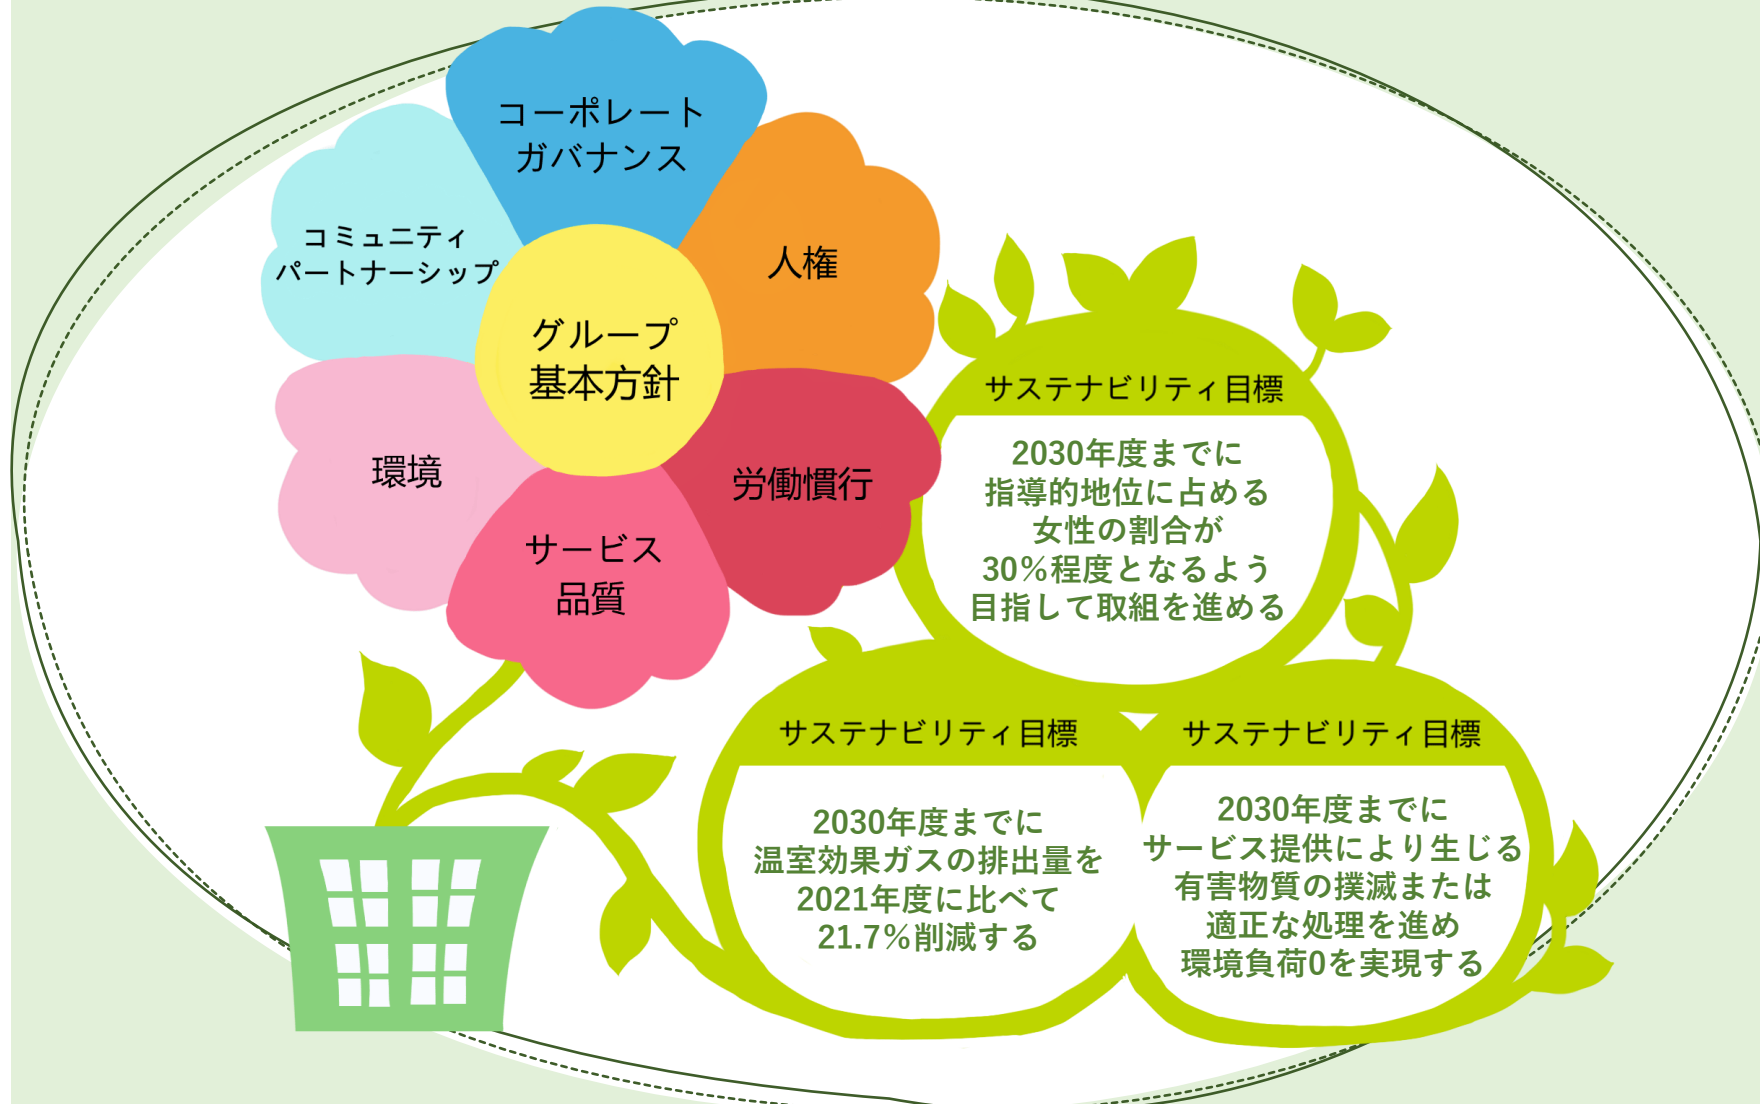 コーポレート
ガバナンス
コミュニティ
パートナーシップ
人権
グループ
基本方針
環境
労働慣行
サービス
品質
サステナビリティ目標
2030年度までに
指導的地位に占める
女性の割合が
30%程度となるよう
目指して取組を進める
サステナビリティ目標
2030年度までに
温室効果ガスの排出量を
2021年度に比べて
21.7%削減する
サステナビリティ目標
2030年度までに
サービス提供により生じる
有害物質の撲滅または
適正な処理を進め
環境負荷0を実現する